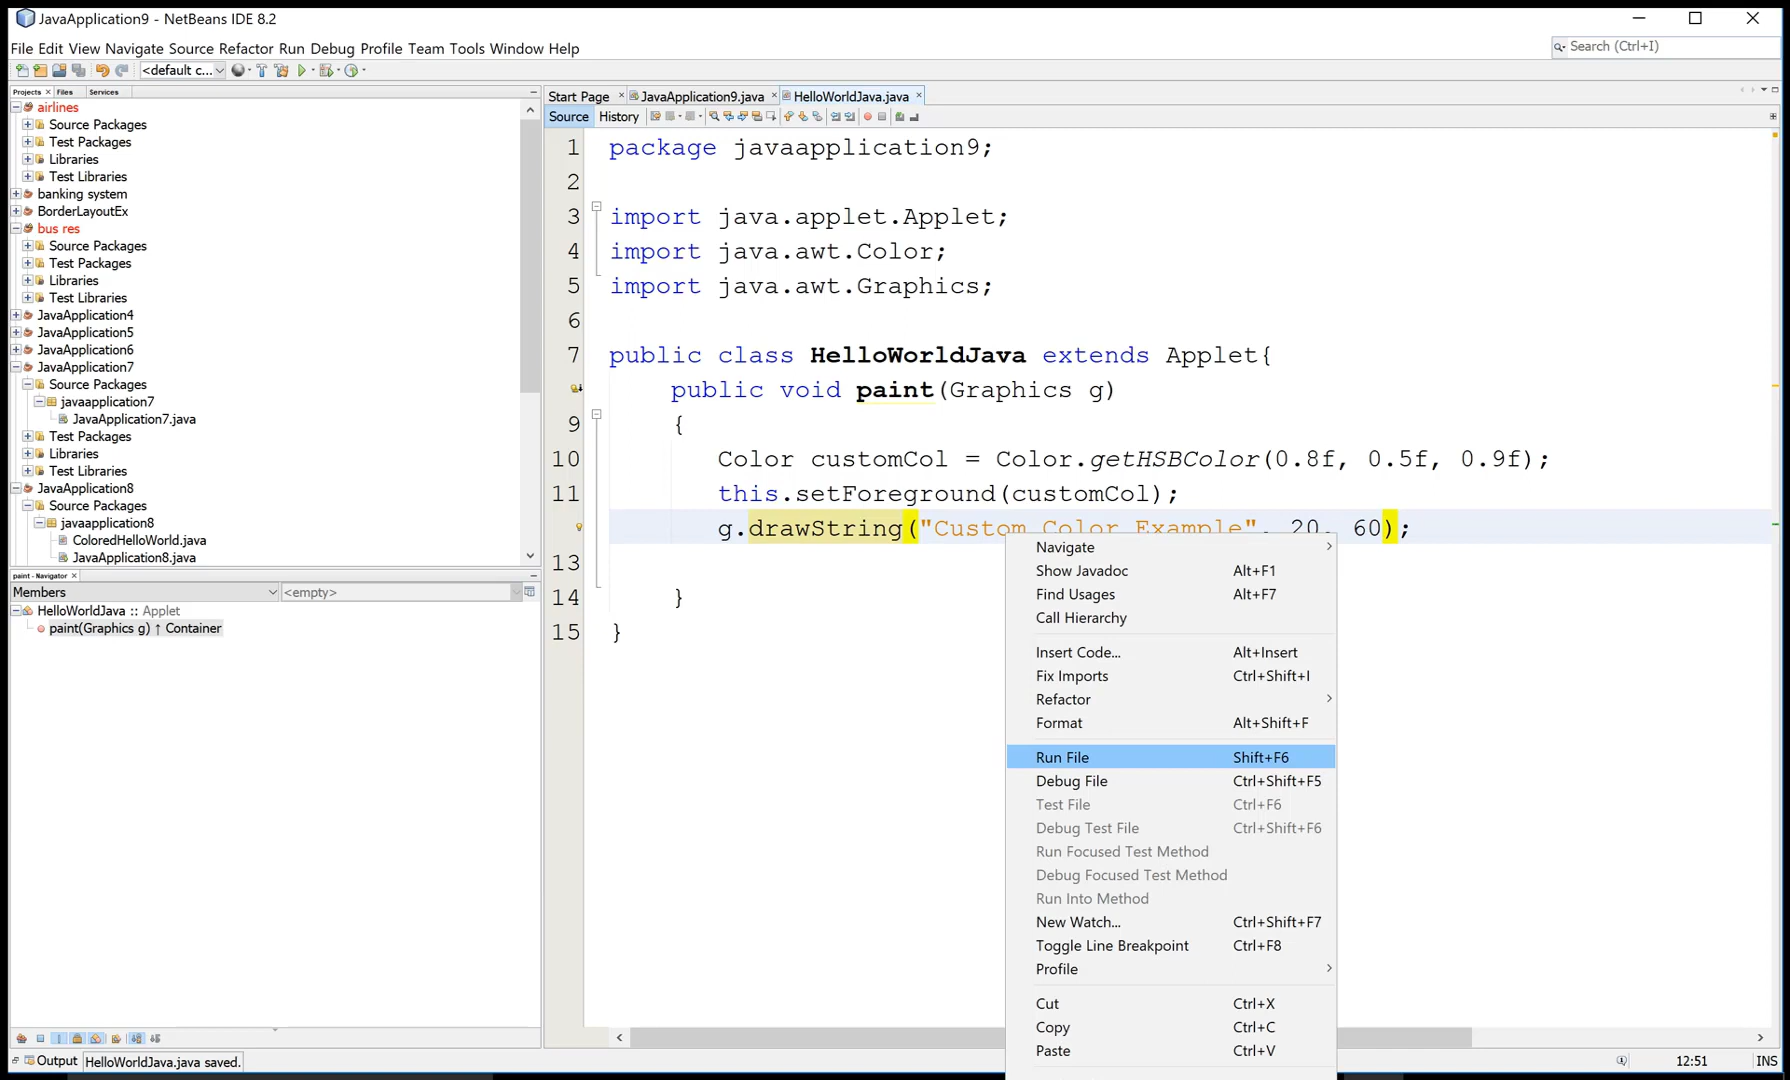 JavaApplication9 - NetBeans IDE 8.2
File Edit View Navigate Source Refactor Run Debug Profile Team Tools Window Help
Search (Ctrl+I)
<default c...
Projects Files Services
airlines
Source Packages
Test Packages
Libraries
Test Libraries
banking system
BorderLayoutEx
bus res
Source Packages
Test Packages
Libraries
Test Libraries
JavaApplication4
JavaApplication5
JavaApplication6
JavaApplication7
Source Packages
javaapplication7
JavaApplication7.java
Test Packages
Libraries
Test Libraries
JavaApplication8
Source Packages
javaapplication8
ColoredHelloWorld.java
JavaApplication8.java
paint - Navigator
Members <empty>
HelloWorldJava :: Applet
paint(Graphics g) ↑ Container
Start Page JavaApplication9.java HelloWorldJava.java
Source History
1 package javaapplication9;
2
3 import java.applet.Applet;
4 import java.awt.Color;
5 import java.awt.Graphics;
6
7 public class HelloWorldJava extends Applet{
public void paint(Graphics g)
9 {
10 Color customCol = Color.getHSBColor(0.8f, 0.5f, 0.9f);
11 this.setForeground(customCol);
g.drawString("Custom Color Example", 20, 60);
13
14 }
15 }
Navigate
Show Javadoc Alt+F1
Find Usages Alt+F7
Call Hierarchy
Insert Code... Alt+Insert
Fix Imports Ctrl+Shift+I
Refactor
Format Alt+Shift+F
Run File Shift+F6
Debug File Ctrl+Shift+F5
Test File Ctrl+F6
Debug Test File Ctrl+Shift+F6
Run Focused Test Method
Debug Focused Test Method
Run Into Method
New Watch... Ctrl+Shift+F7
Toggle Line Breakpoint Ctrl+F8
Profile
Cut Ctrl+X
Copy Ctrl+C
Paste Ctrl+V
Output HelloWorldJava.java saved.
12:51 INS